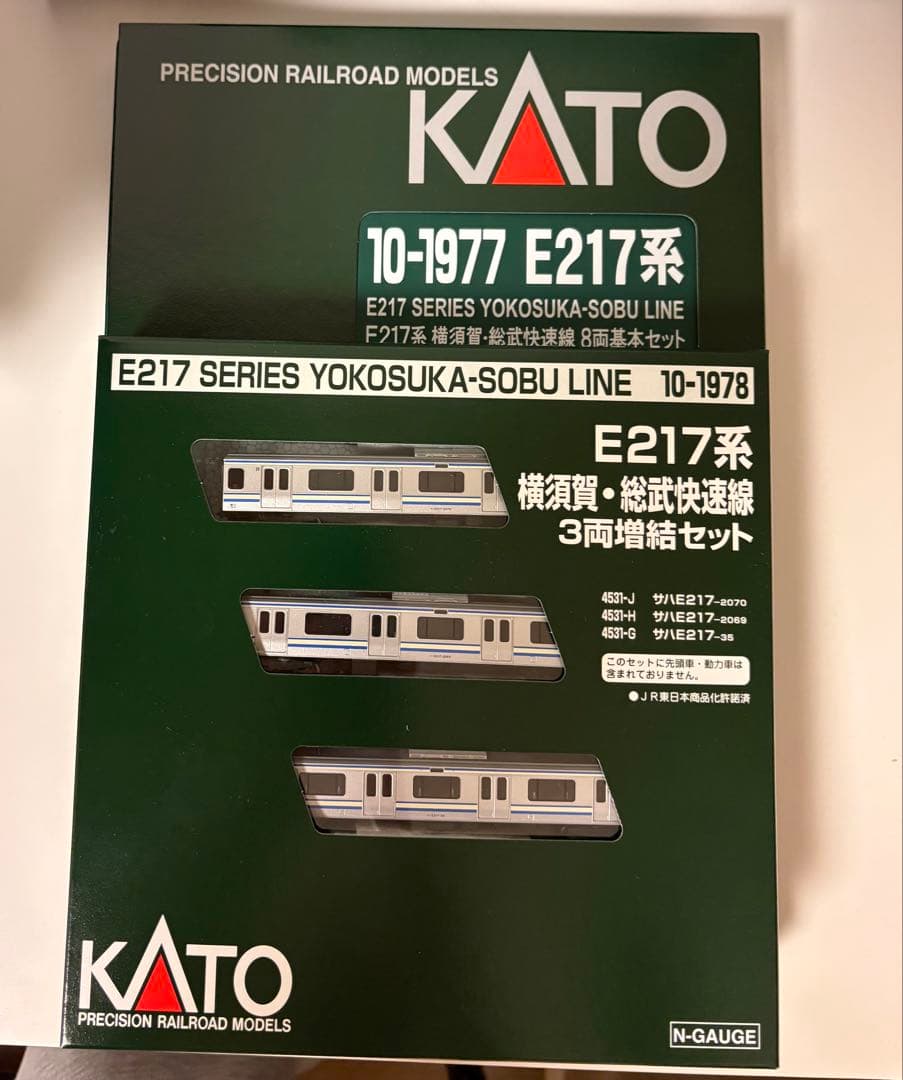 PRECISION RAILROAD MODELS
KATO
10-1977 E217系
E217 SERIES YOKOSUKA-SOBU LINE
E217系 横須賀・総武快速線 8両基本セット
E217 SERIES YOKOSUKA-SOBU LINE 10-1978
E217系
横須賀・総武快速線
3両増結セット
4531-J サハE217-2070
4531-H サハE217-2069
4531-G サハE217-35
このセットに先頭車・動力車は
含まれておりません。
●JR東日本商品化許諾済
KATO
PRECISION RAILROAD MODELS
N-GAUGE